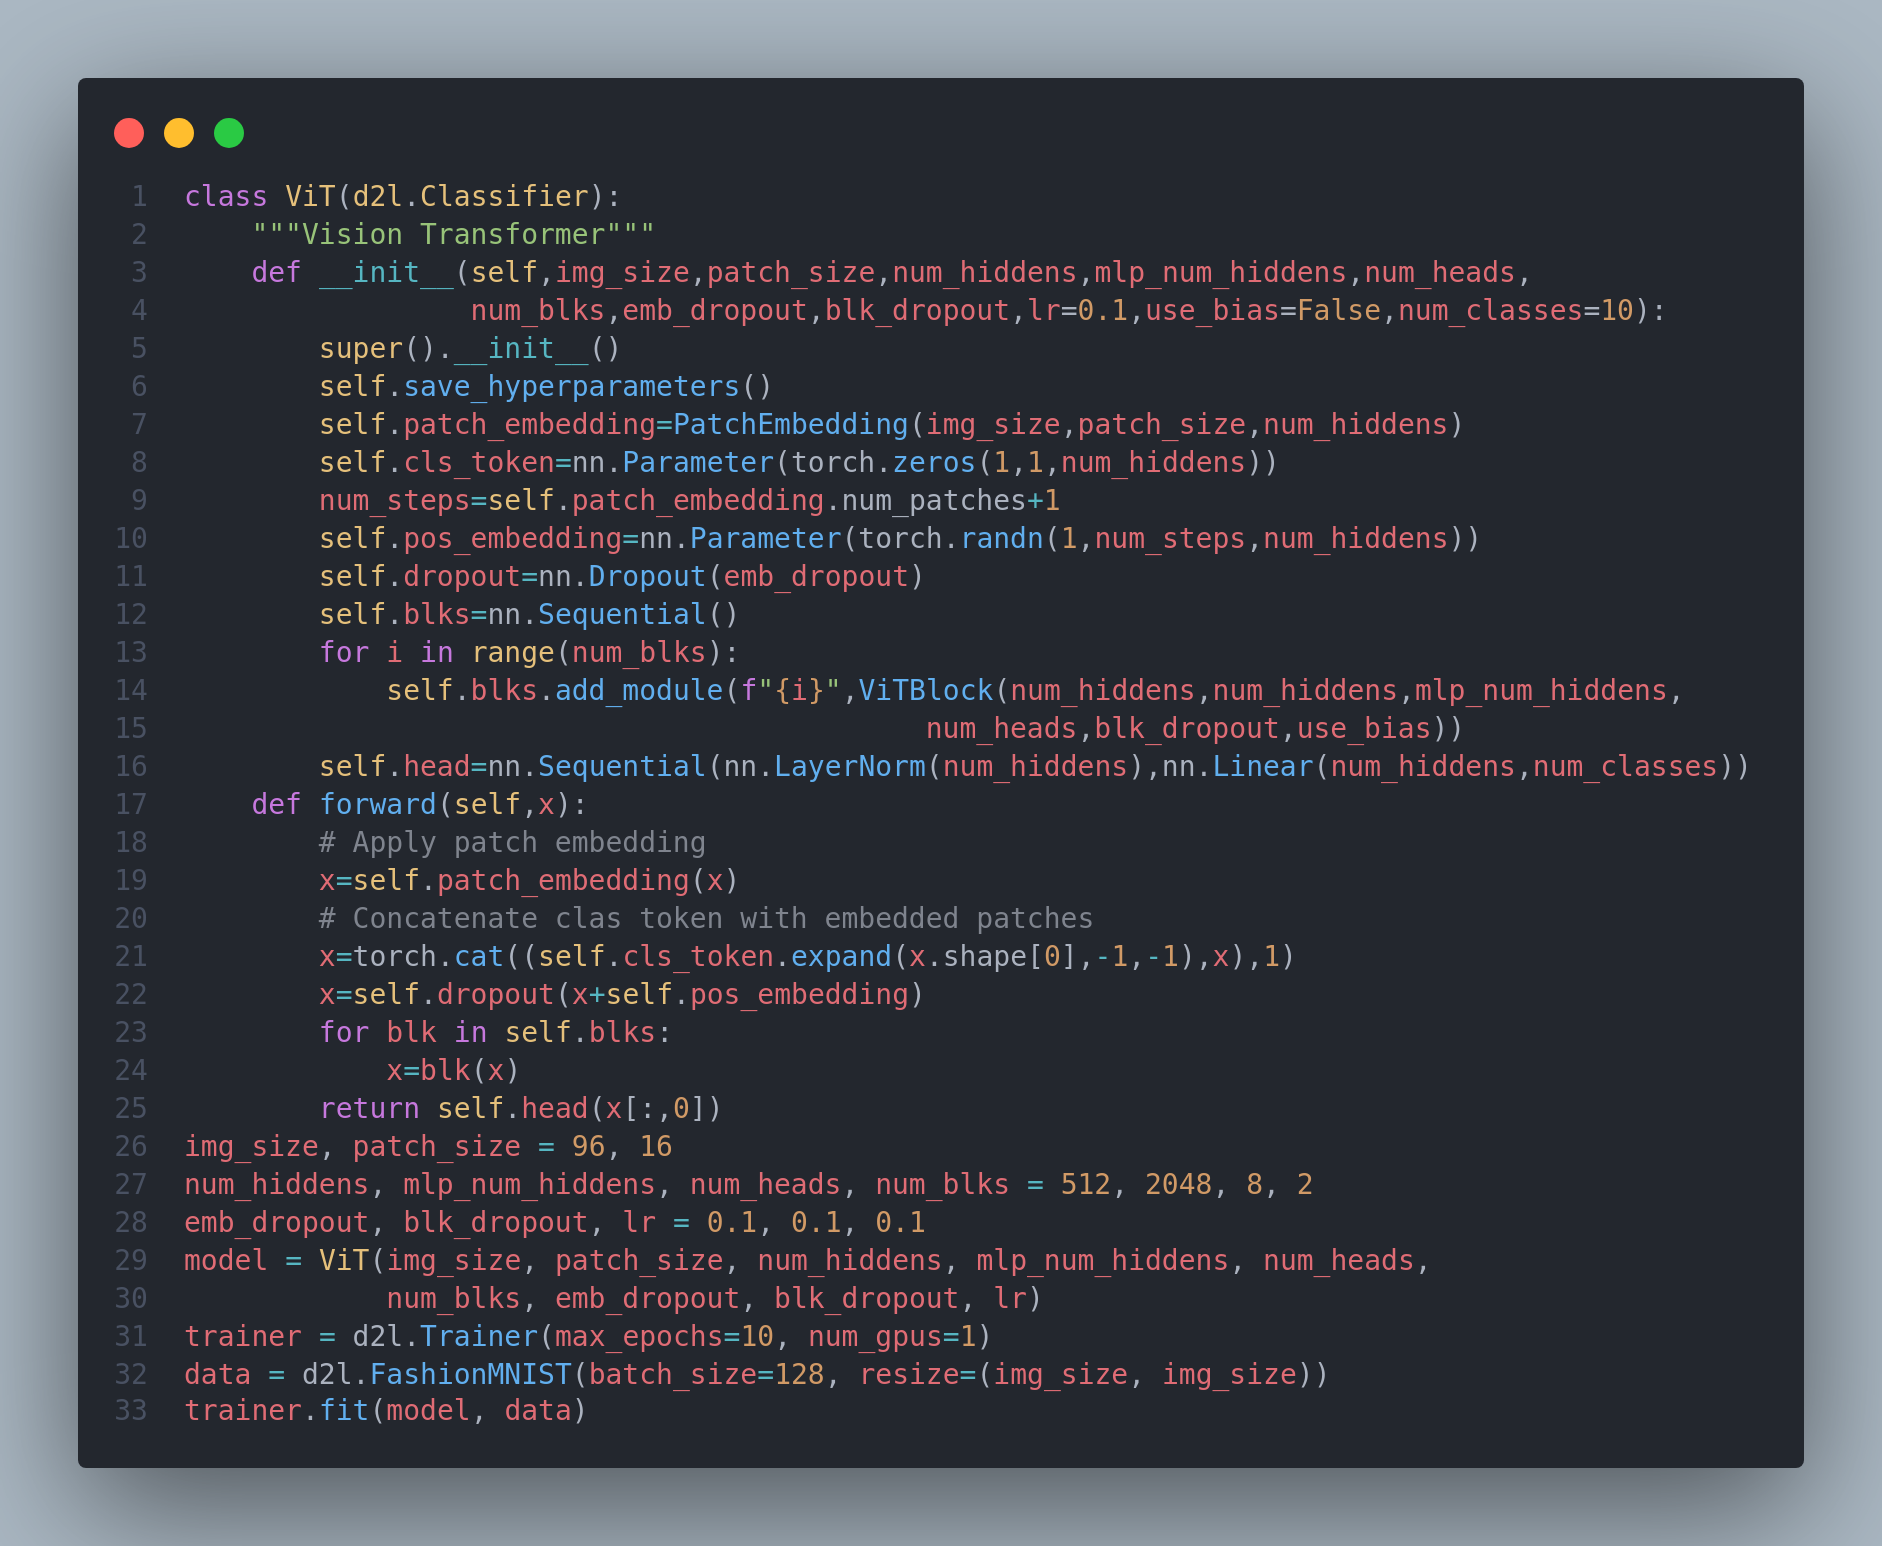 1 class ViT(d2l.Classifier):
2     """Vision Transformer"""
3     def __init__(self,img_size,patch_size,num_hiddens,mlp_num_hiddens,num_heads,
4                  num_blks,emb_dropout,blk_dropout,lr=0.1,use_bias=False,num_classes=10):
5         super().__init__()
6         self.save_hyperparameters()
7         self.patch_embedding=PatchEmbedding(img_size,patch_size,num_hiddens)
8         self.cls_token=nn.Parameter(torch.zeros(1,1,num_hiddens))
9         num_steps=self.patch_embedding.num_patches+1
10         self.pos_embedding=nn.Parameter(torch.randn(1,num_steps,num_hiddens))
11         self.dropout=nn.Dropout(emb_dropout)
12         self.blks=nn.Sequential()
13         for i in range(num_blks):
14             self.blks.add_module(f"{i}",ViTBlock(num_hiddens,num_hiddens,mlp_num_hiddens,
15                                             num_heads,blk_dropout,use_bias))
16         self.head=nn.Sequential(nn.LayerNorm(num_hiddens),nn.Linear(num_hiddens,num_classes))
17     def forward(self,x):
18         # Apply patch embedding
19         x=self.patch_embedding(x)
20         # Concatenate clas token with embedded patches
21         x=torch.cat((self.cls_token.expand(x.shape[0],-1,-1),x),1)
22         x=self.dropout(x+self.pos_embedding)
23         for blk in self.blks:
24             x=blk(x)
25         return self.head(x[:,0])
26 img_size, patch_size = 96, 16
27 num_hiddens, mlp_num_hiddens, num_heads, num_blks = 512, 2048, 8, 2
28 emb_dropout, blk_dropout, lr = 0.1, 0.1, 0.1
29 model = ViT(img_size, patch_size, num_hiddens, mlp_num_hiddens, num_heads,
30             num_blks, emb_dropout, blk_dropout, lr)
31 trainer = d2l.Trainer(max_epochs=10, num_gpus=1)
32 data = d2l.FashionMNIST(batch_size=128, resize=(img_size, img_size))
33 trainer.fit(model, data)